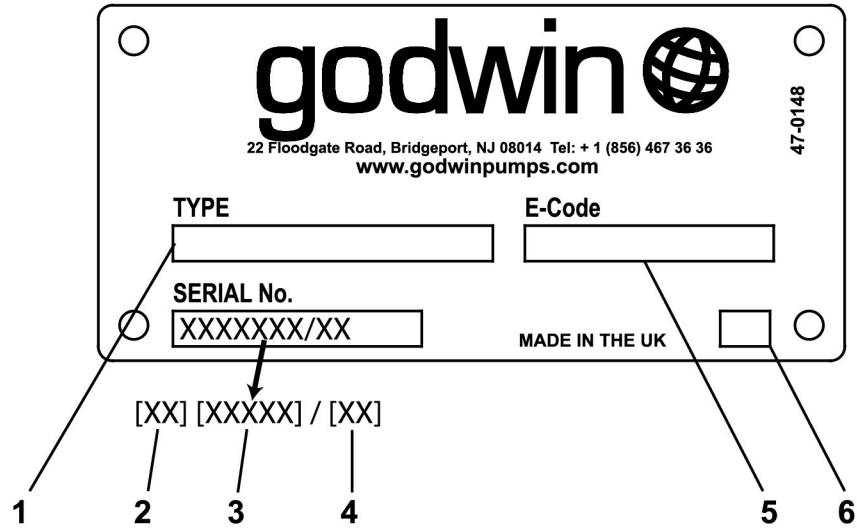 godwin
22 Floodgate Road, Bridgeport, NJ 08014 Tel: + 1 (856) 467 36 36
www.godwinpumps.com
47-0148
TYPE
E-Code
SERIAL No.
XXXXXXX/XX
MADE IN THE UK
[XX] [XXXXX] / [XX]
1 2 3 4 5 6